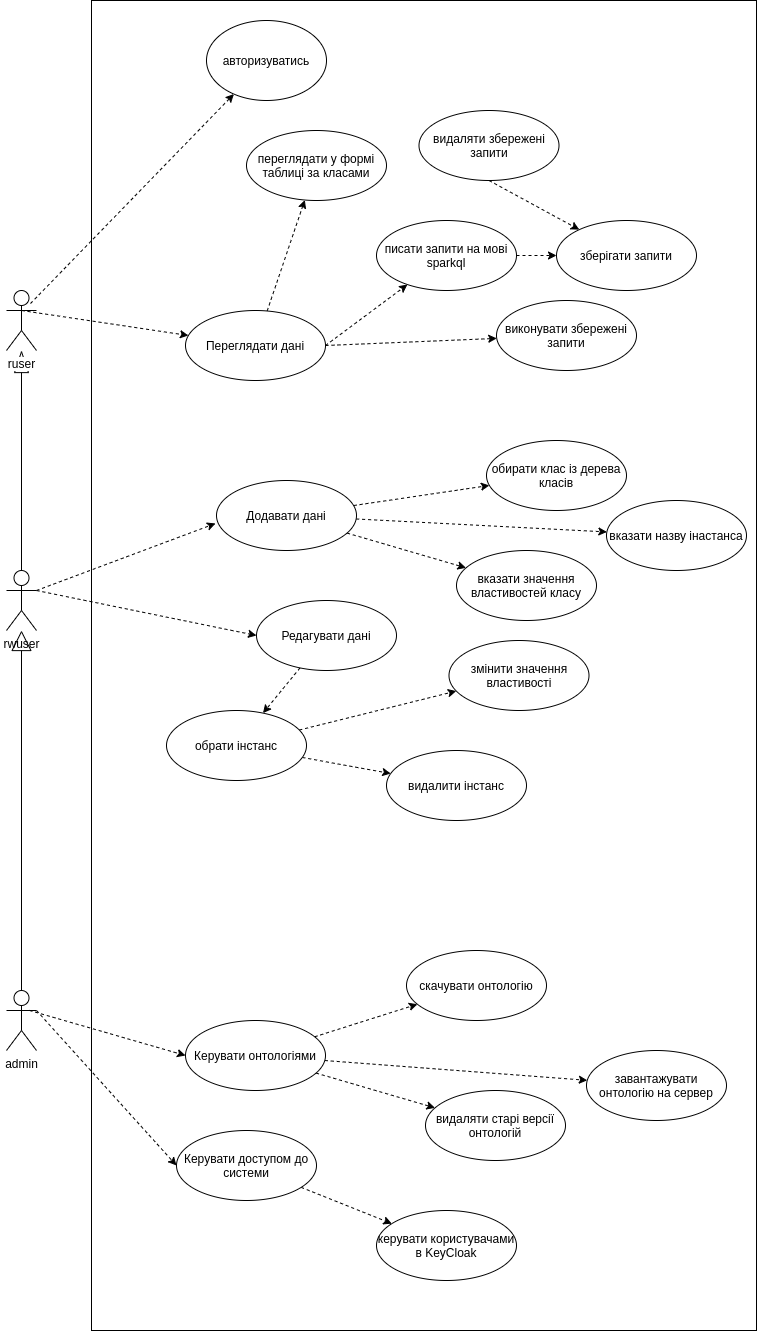 авторизуватись
видаляти збережені
запити
переглядати у формі
таблиці за класами
писати запити на мові
sparkql
зберігати запити
виконувати збережені
запити
Переглядати дані
ruser
обирати клас із дерева
класів
Додавати дані
вказати назву інастанса
вказати значення
властивостей класу
rwuser
Редагувати дані
змінити значення
властивості
обрати інстанс
видалити інстанс
скачувати онтологію
admin
Керувати онтологіями
завантажувати
онтологію на сервер
видаляти старі версії
онтологій
Керувати доступом до
системи
керувати користувачами
в KeyCloak